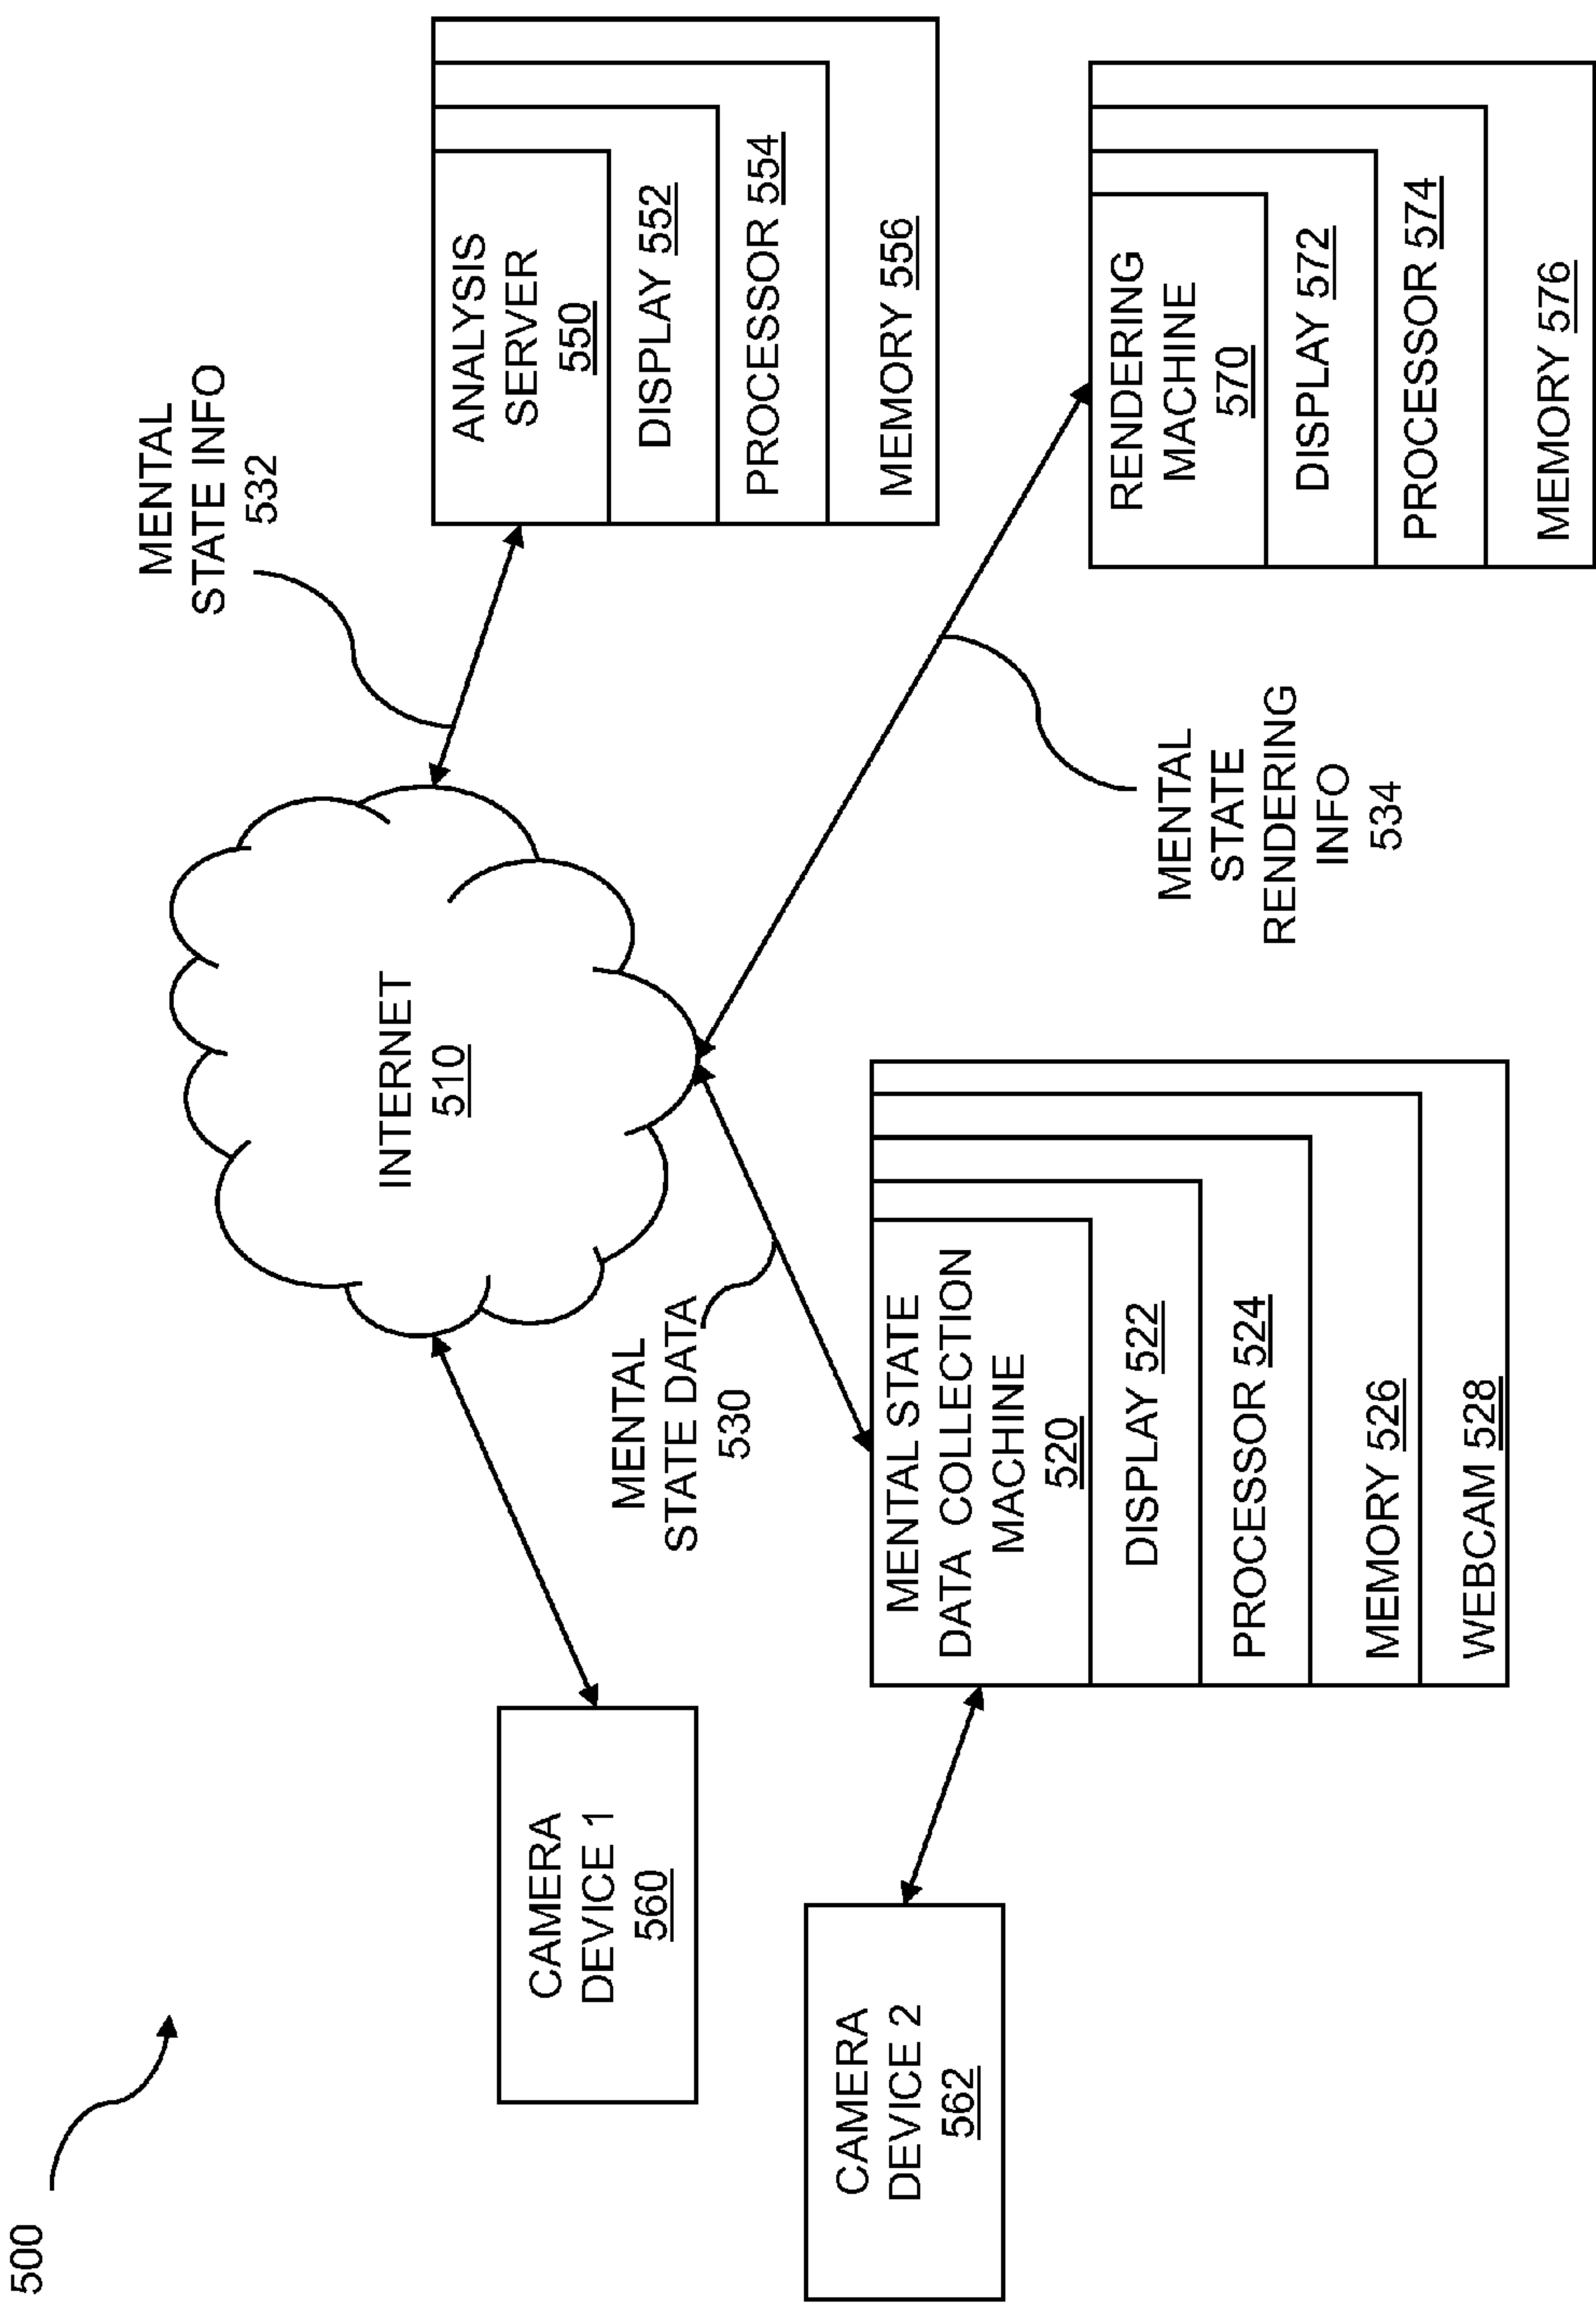 500
INTERNET
510
MENTAL
STATE INFO
532
ANALYSIS
SERVER
550
DISPLAY 552
PROCESSOR 554
MEMORY 556
CAMERA
DEVICE 1
560
MENTAL
STATE DATA
530
CAMERA
DEVICE 2
562
MENTAL STATE
DATA COLLECTION
MACHINE
520
DISPLAY 522
PROCESSOR 524
MEMORY 526
WEBCAM 528
MENTAL
STATE
RENDERING
INFO
534
RENDERING
MACHINE
570
DISPLAY 572
PROCESSOR 574
MEMORY 576